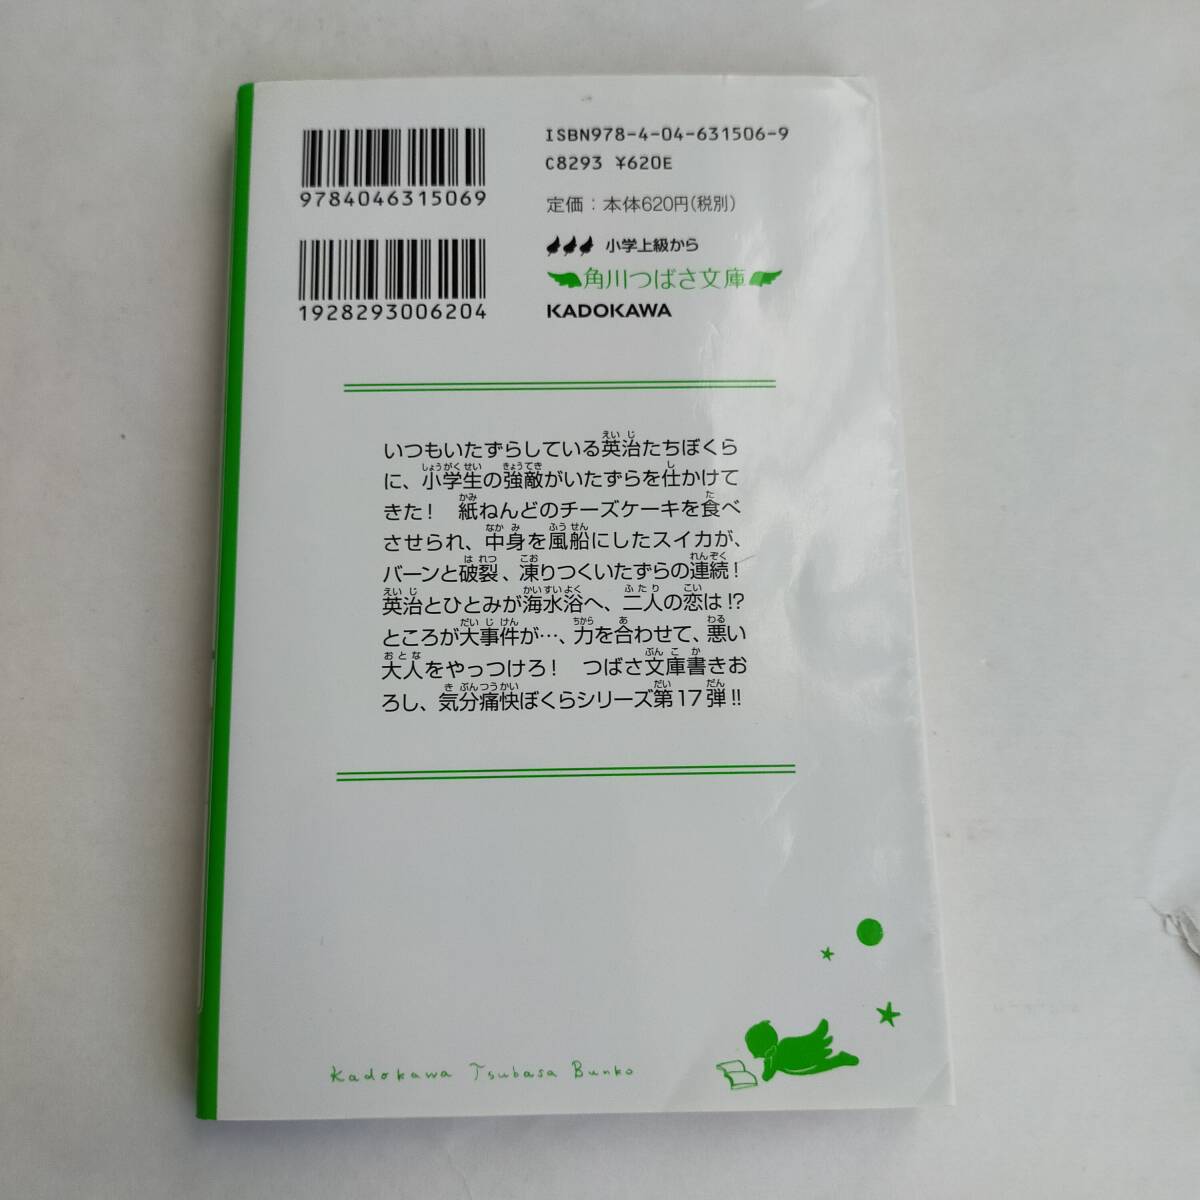 ISBN978-4-04-631506-9
C8293 ¥620E
9784046315069
定価：本体620円(税別)
小学上級から
角川つばさ文庫
1928293006204
KADOKAWA
いつもいたずらしている英治たちぼくら
に、小学生の強敵がいたずらを仕かけて
きた！　紙ねんどのチーズケーキを食べ
させられ、中身を風船にしたスイカが、
バーンと破裂、凍りつくいたずらの連続！
英治とひとみが海水浴へ、二人の恋は!?
ところが大事件が…、力を合わせて、悪い
大人をやっつけろ！　つばさ文庫書きお
ろし、気分痛快ぼくらシリーズ第17弾!!
Kadokawa Tsubasa Bunko